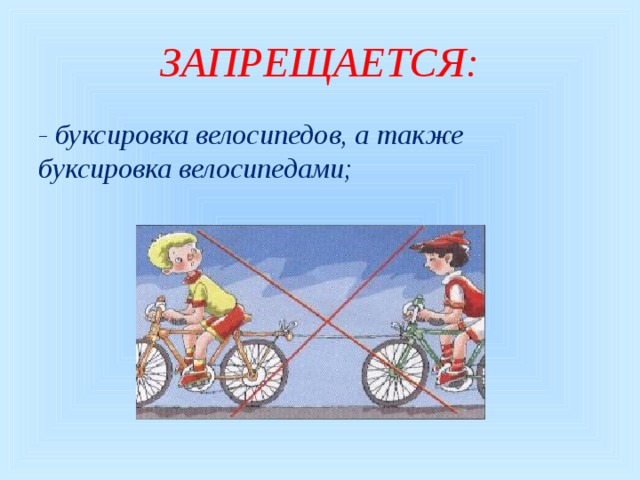 ЗАПРЕЩАЕТСЯ:
- буксировка велосипедов, а также
буксировка велосипедами;